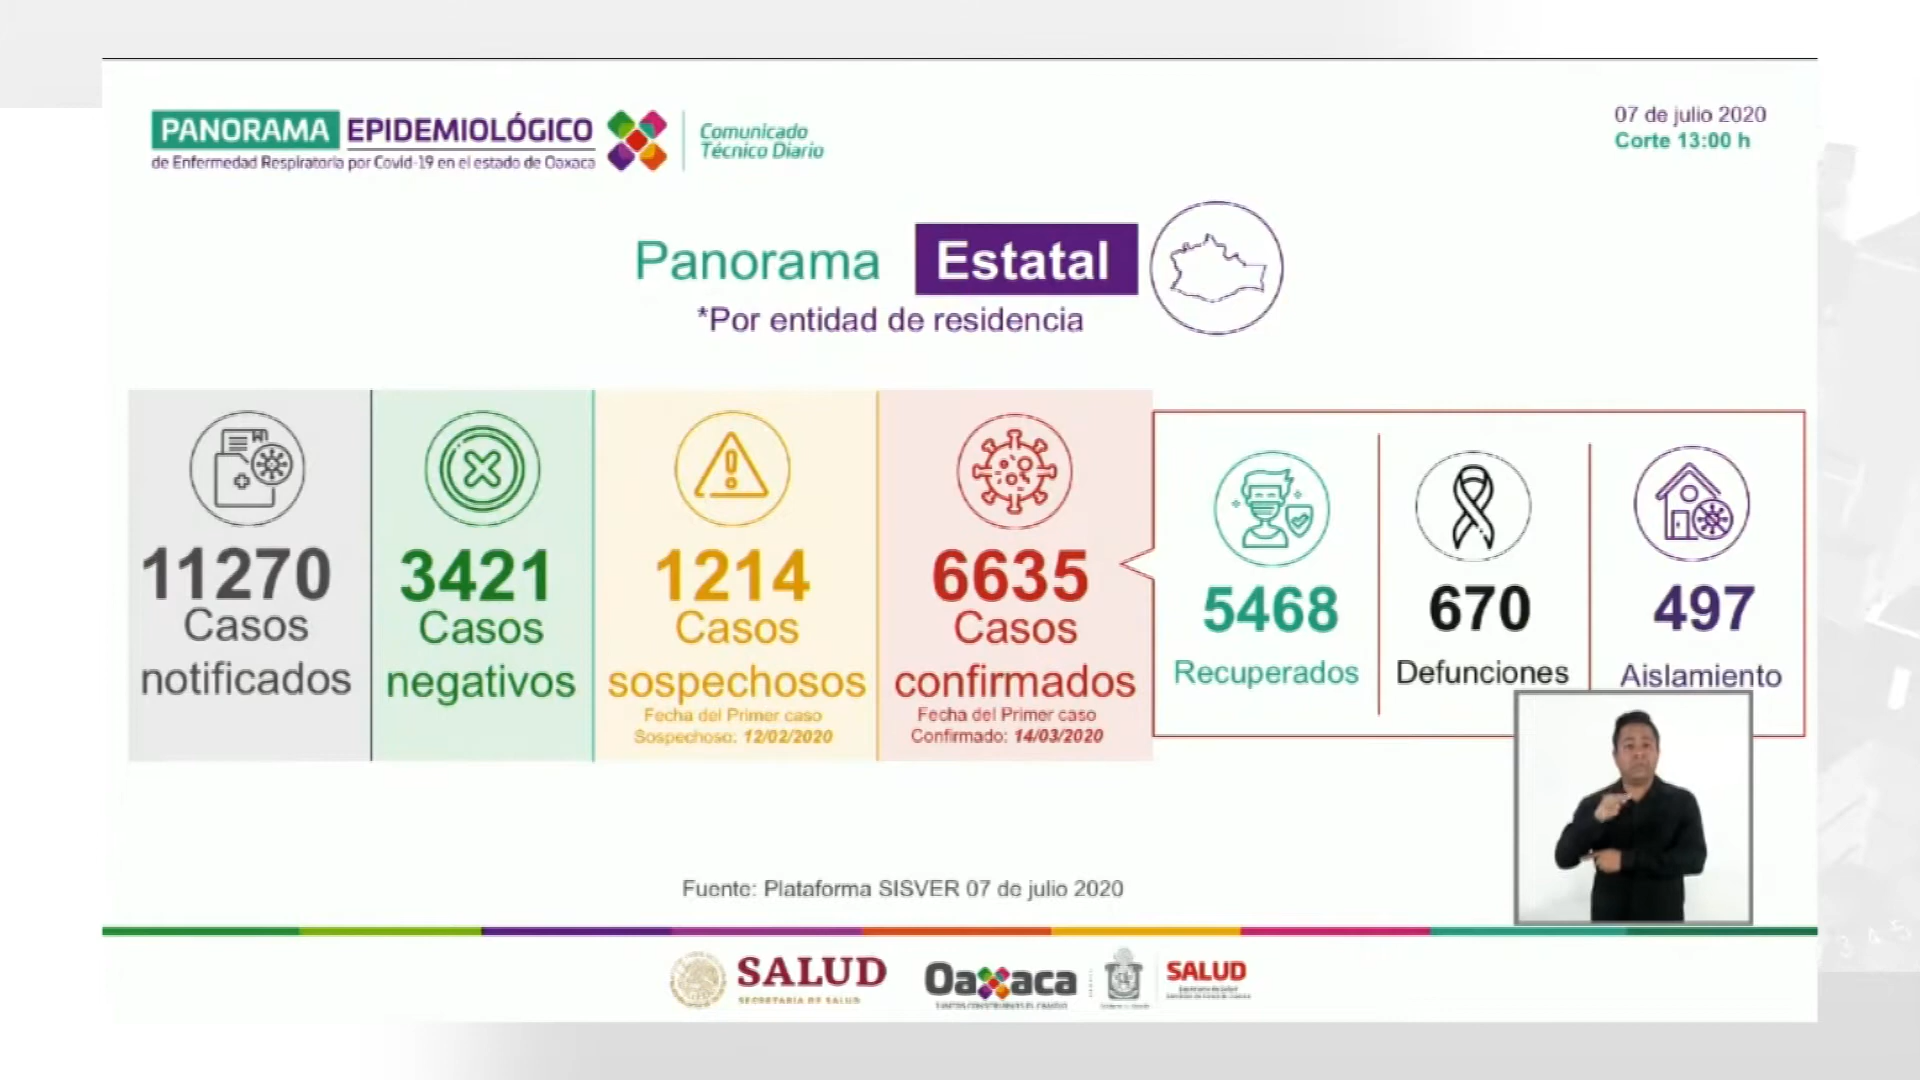 PANORAMA EPIDEMIOLÓGICO
de Enfermedad Respiratoria por Covid-19 en el estado de Oaxaca
Comunicado
Técnico Diario
07 de julio 2020
Corte 13:00 h
Panorama Estatal
*Por entidad de residencia
11270
Casos
notificados
3421
Casos
negativos
1214
Casos
sospechosos
Fecha del Primer caso
Sospechoso: 12/02/2020
6635
Casos
confirmados
Fecha del Primer caso
Confirmado: 14/03/2020
5468
Recuperados
670
Defunciones
497
Aislamiento
Fuente: Plataforma SISVER 07 de julio 2020
SALUD
SECRETARÍA DE SALUD
Oaxaca
JUNTOS CONSTRUIMOS EL CAMBIO
SALUD